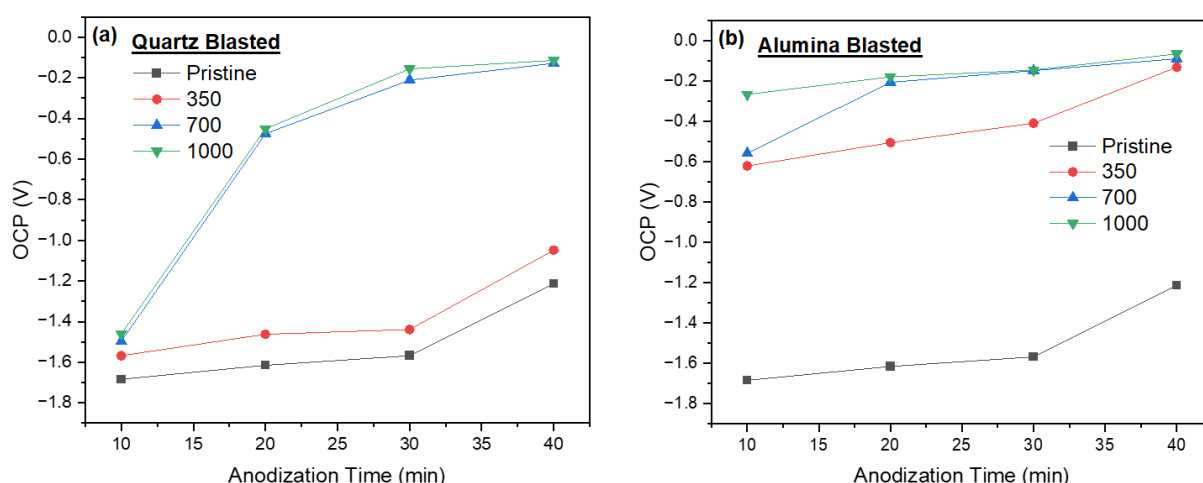 (a) Quartz Blasted
Pristine
350
700
1000
0.0
−0.2
−0.4
−0.6
−0.8
−1.0
−1.2
−1.4
−1.6
−1.8
OCP (V)
10 15 20 25 30 35 40
Anodization Time (min)
(b) Alumina Blasted
Pristine
350
700
1000
0.0
−0.2
−0.4
−0.6
−0.8
−1.0
−1.2
−1.4
−1.6
−1.8
OCP (V)
10 15 20 25 30 35 40
Anodization Time (min)